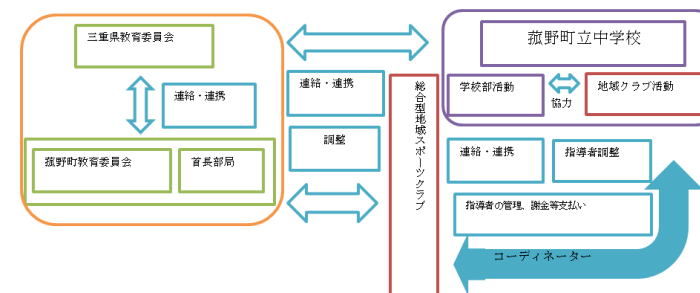 三重県教育委員会
連絡・連携
菰野町教育委員会
首長部局
連絡・連携
調整
総合型地域スポーツクラブ
菰野町立中学校
学校部活動
協力
地域クラブ活動
連絡・連携
指導者調整
指導者の管理、謝金等支払い
コーディネーター